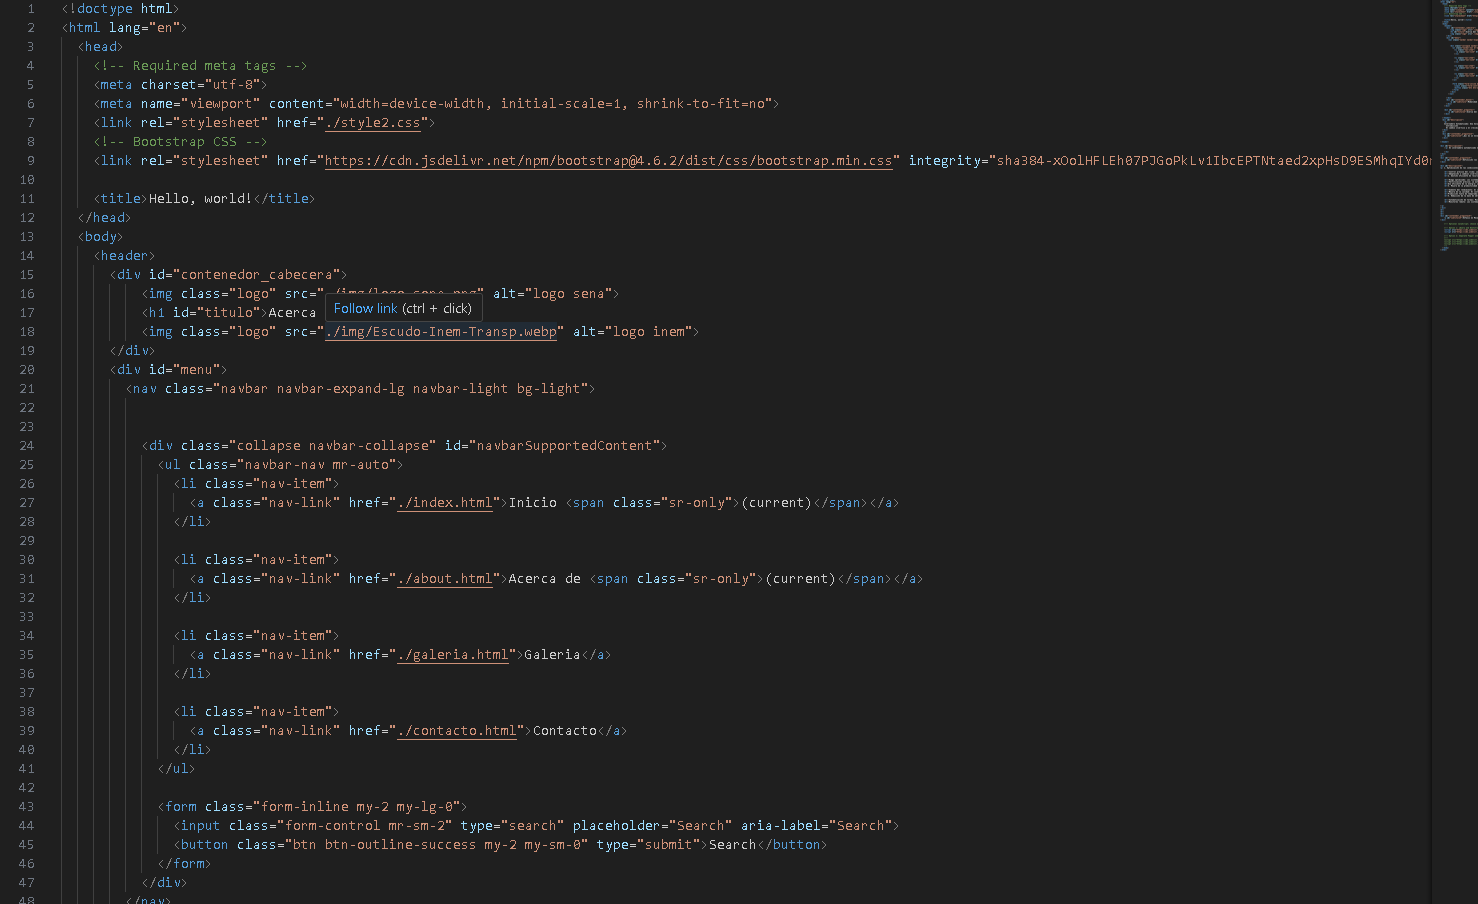 1 <!doctype html>
2 <html lang="en">
3 <head>
4 <!-- Required meta tags -->
5 <meta charset="utf-8">
6 <meta name="viewport" content="width=device-width, initial-scale=1, shrink-to-fit=no">
7 <link rel="stylesheet" href="./style2.css">
8 <!-- Bootstrap CSS -->
9 <link rel="stylesheet" href="https://cdn.jsdelivr.net/npm/bootstrap@4.6.2/dist/css/bootstrap.min.css" integrity="sha384-xOolHFLEh07PJGoPkLv1IbcEPTNtaed2xpHsD9ESMhqIYd0
10
11 <title>Hello, world!</title>
12 </head>
13 <body>
14 <header>
15 <div id="contenedor_cabecera">
16 <img class="logo" src="./img/logo sena.png" alt="logo sena">
Follow link (ctrl + click)
17 <h1 id="titulo">Acerca
18 <img class="logo" src="./img/Escudo-Inem-Transp.webp" alt="logo inem">
19 </div>
20 <div id="menu">
21 <nav class="navbar navbar-expand-lg navbar-light bg-light">
22
23
24 <div class="collapse navbar-collapse" id="navbarSupportedContent">
25 <ul class="navbar-nav mr-auto">
26 <li class="nav-item">
27 <a class="nav-link" href="./index.html">Inicio <span class="sr-only">(current)</span></a>
28 </li>
29
30 <li class="nav-item">
31 <a class="nav-link" href="./about.html">Acerca de <span class="sr-only">(current)</span></a>
32 </li>
33
34 <li class="nav-item">
35 <a class="nav-link" href="./galeria.html">Galeria</a>
36 </li>
37
38 <li class="nav-item">
39 <a class="nav-link" href="./contacto.html">Contacto</a>
40 </li>
41 </ul>
42
43 <form class="form-inline my-2 my-lg-0">
44 <input class="form-control mr-sm-2" type="search" placeholder="Search" aria-label="Search">
45 <button class="btn btn-outline-success my-2 my-sm-0" type="submit">Search</button>
46 </form>
47 </div>
48 </nav>